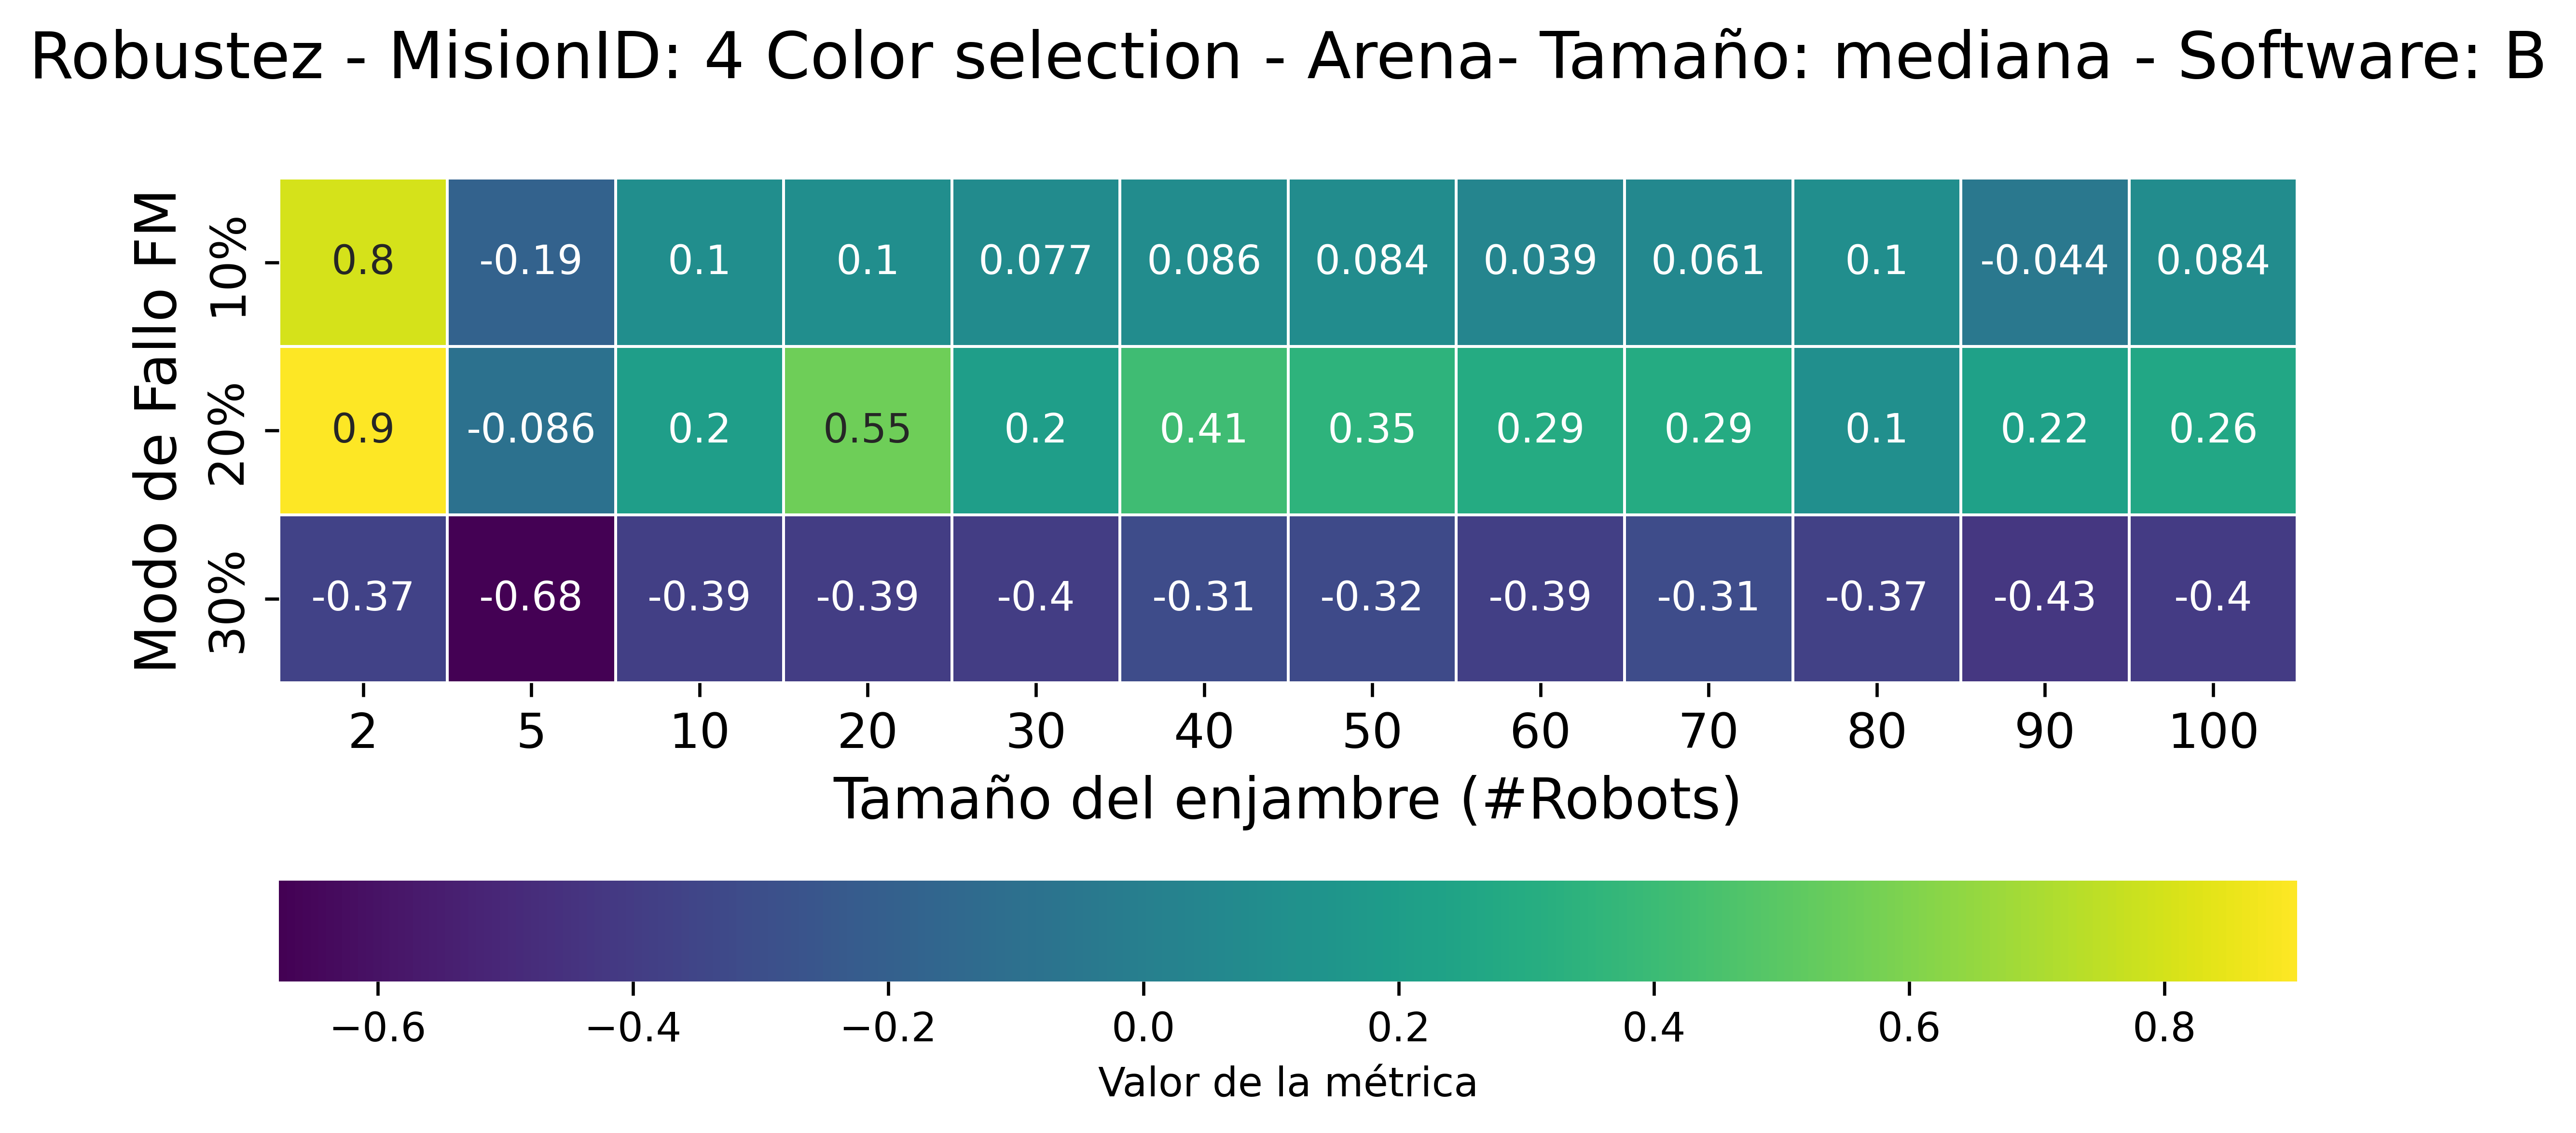 Robustez - MisionID: 4 Color selection - Arena- Tamaño: mediana - Software: B
Modo de Fallo FM
10%
0.8 -0.19 0.1 0.1 0.077 0.086 0.084 0.039 0.061 0.1 -0.044 0.084
20%
0.9 -0.086 0.2 0.55 0.2 0.41 0.35 0.29 0.29 0.1 0.22 0.26
30%
-0.37 -0.68 -0.39 -0.39 -0.4 -0.31 -0.32 -0.39 -0.31 -0.37 -0.43 -0.4
2 5 10 20 30 40 50 60 70 80 90 100
Tamaño del enjambre (#Robots)
−0.6 −0.4 −0.2 0.0 0.2 0.4 0.6 0.8
Valor de la métrica